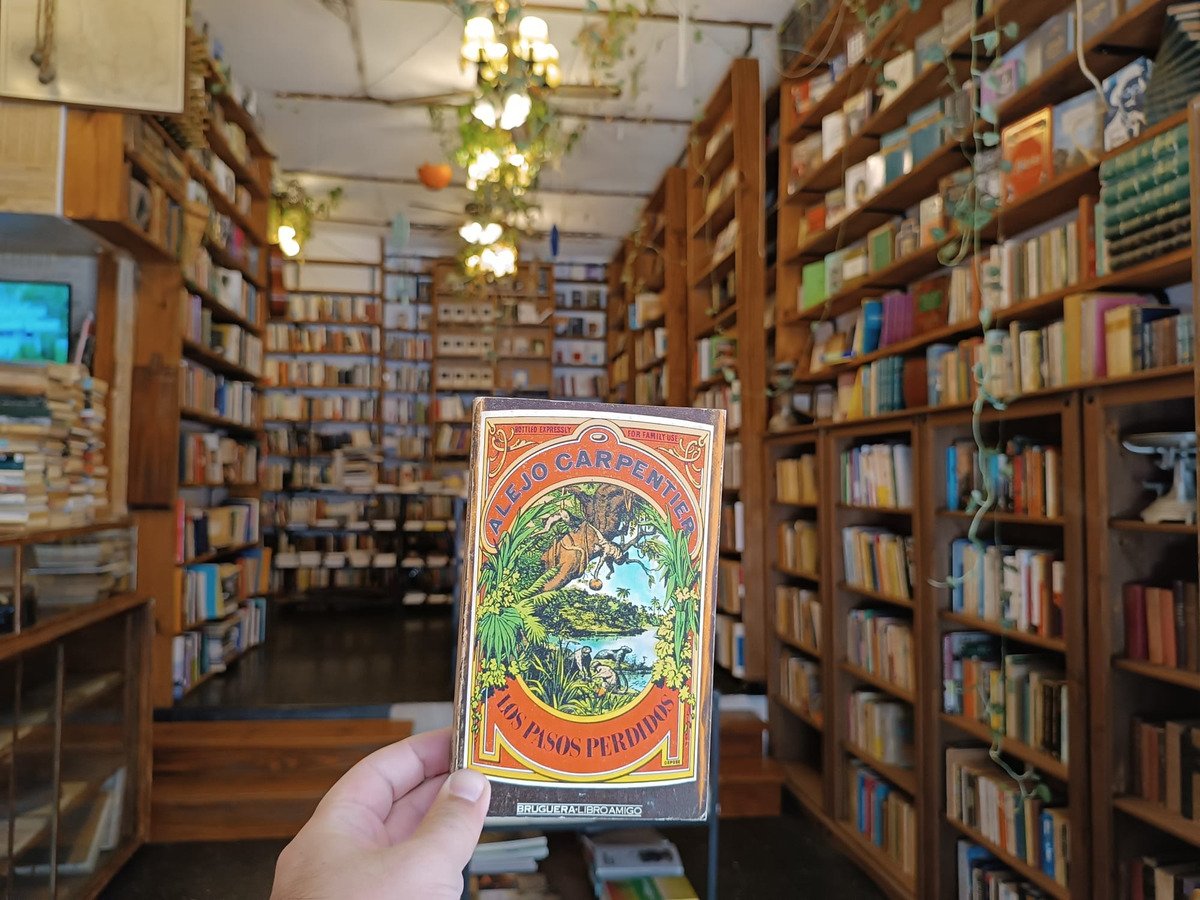 BOTTLED EXPRESSLY FOR FAMILY USE
ALEJO CARPENTIER
LOS PASOS PERDIDOS
BRUGUERA·LIBRO AMIGO